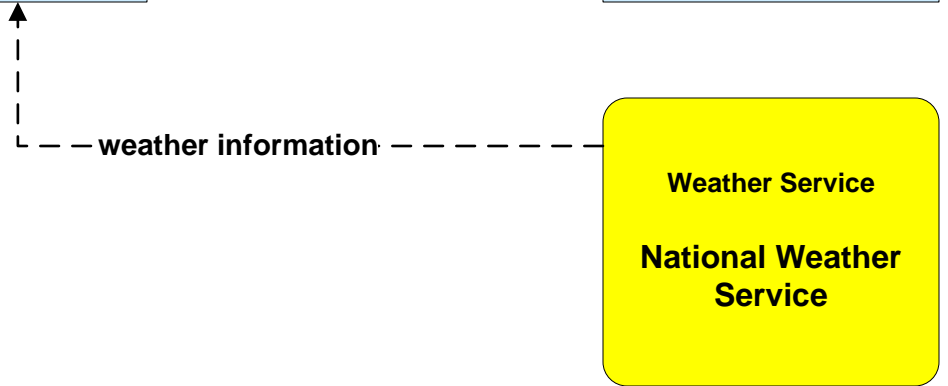 weather information
Weather Service
National Weather
Service